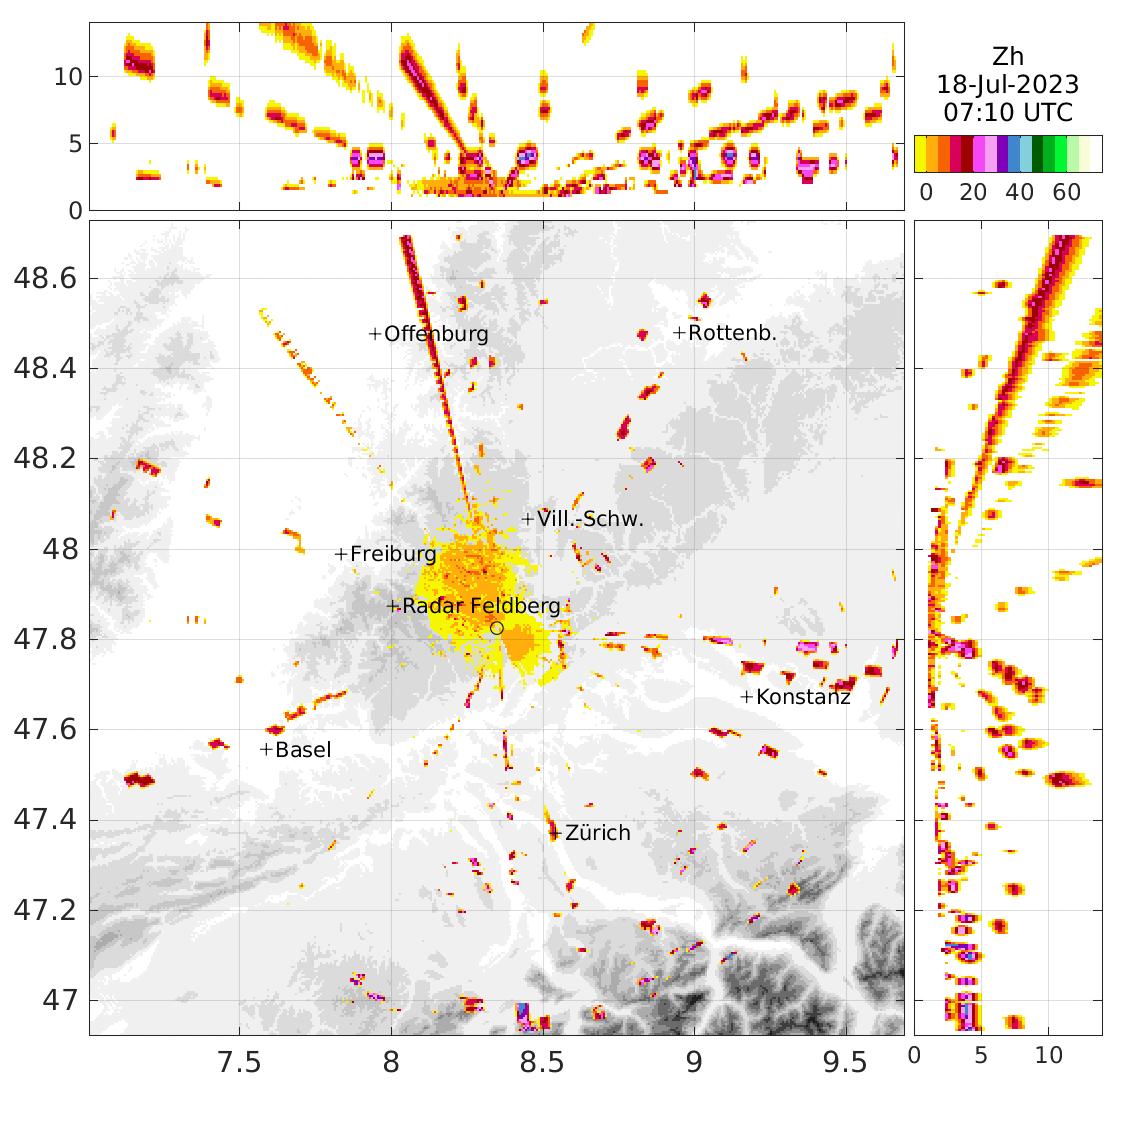 10
5
0
Zh
18-Jul-2023
07:10 UTC
0 20 40 60
48.6
48.4
48.2
48
47.8
47.6
47.4
47.2
47
Offenburg
Rottenb.
Vill.-Schw.
Freiburg
Radar Feldberg
Konstanz
Basel
Zürich
7.5 8 8.5 9 9.5
0 5 10